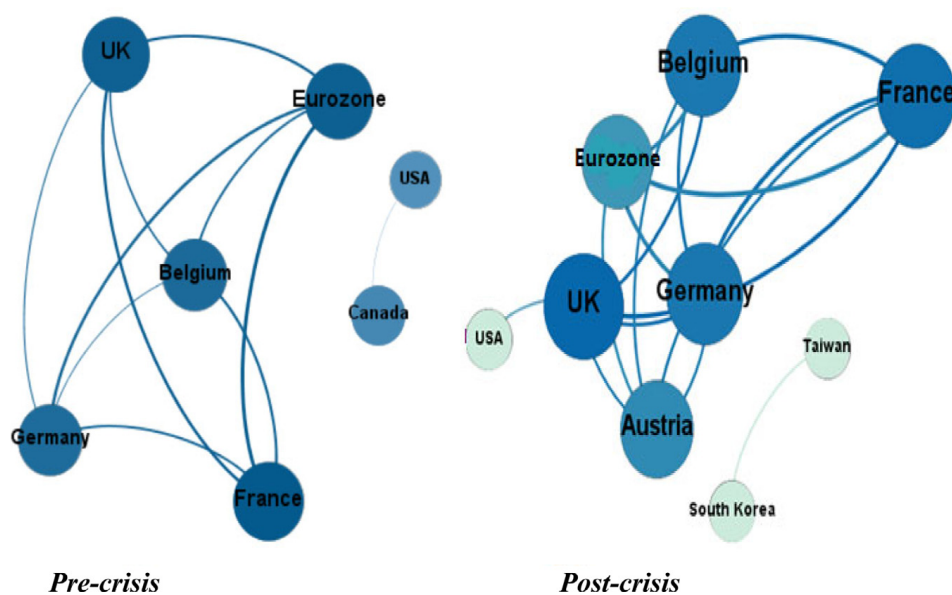 UK
Eurozone
USA
Belgium
Canada
Germany
France
Pre-crisis
Belgium
France
Eurozone
UK
Germany
USA
Taiwan
Austria
South Korea
Post-crisis